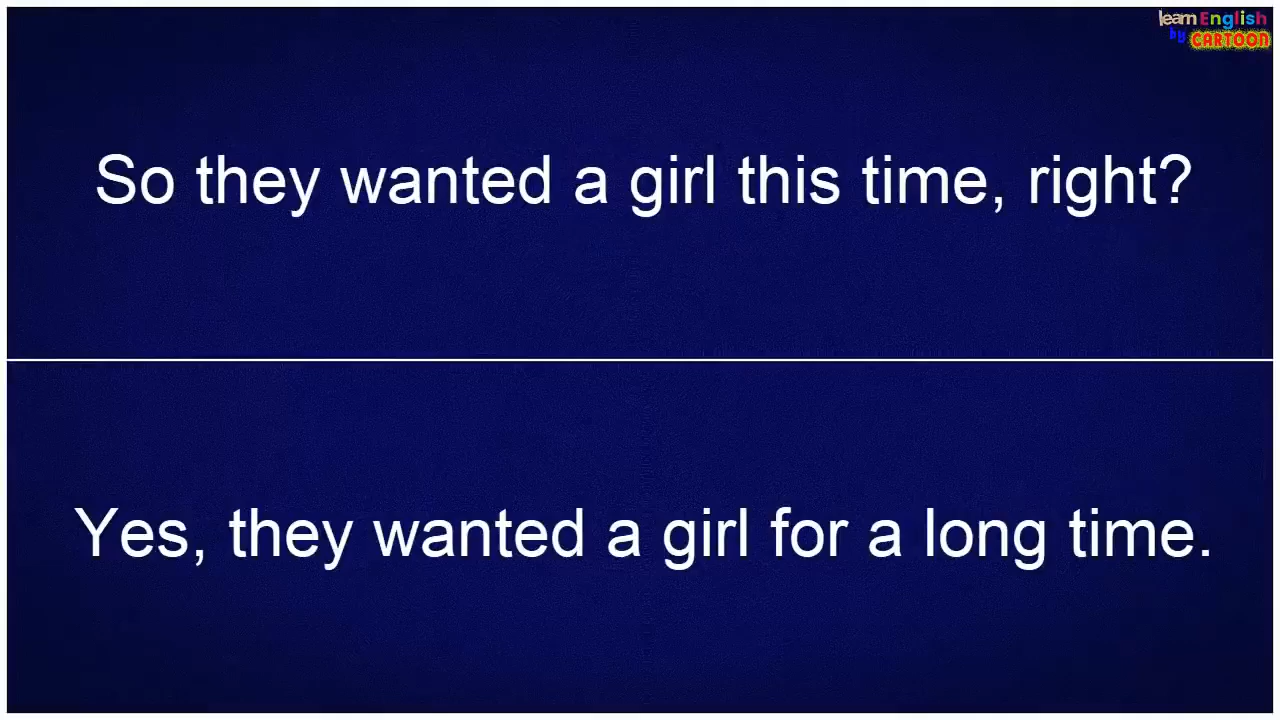 learn English
by CARTOON
So they wanted a girl this time, right?
Yes, they wanted a girl for a long time.